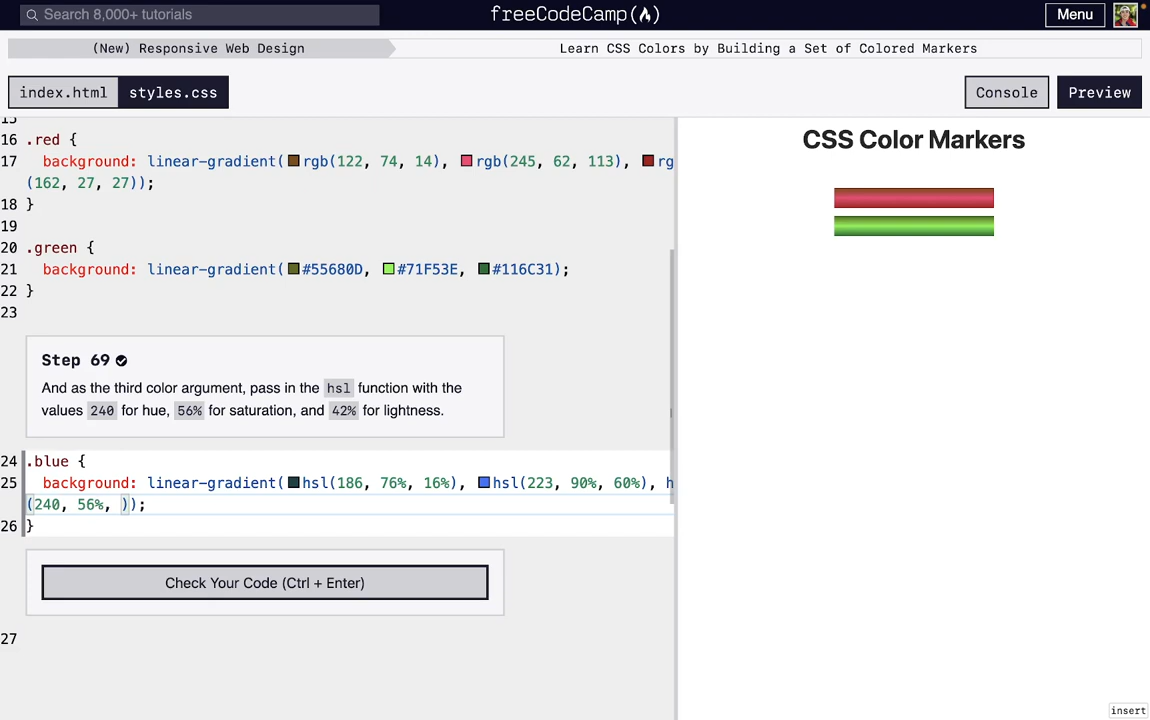 Search 8,000+ tutorials
freeCodeCamp
Menu
(New) Responsive Web Design
Learn CSS Colors by Building a Set of Colored Markers
index.html
styles.css
Console
Preview
15
16 .red {
17 background: linear-gradient(rgb(122, 74, 14), rgb(245, 62, 113), rg
(162, 27, 27));
18 }
19
20 .green {
21 background: linear-gradient(#55680D, #71F53E, #116C31);
22 }
23
Step 69
And as the third color argument, pass in the hsl function with the
values 240 for hue, 56% for saturation, and 42% for lightness.
24 .blue {
25 background: linear-gradient(hsl(186, 76%, 16%), hsl(223, 90%, 60%), h
(240, 56%, ));
26 }
Check Your Code (Ctrl + Enter)
27
CSS Color Markers
insert